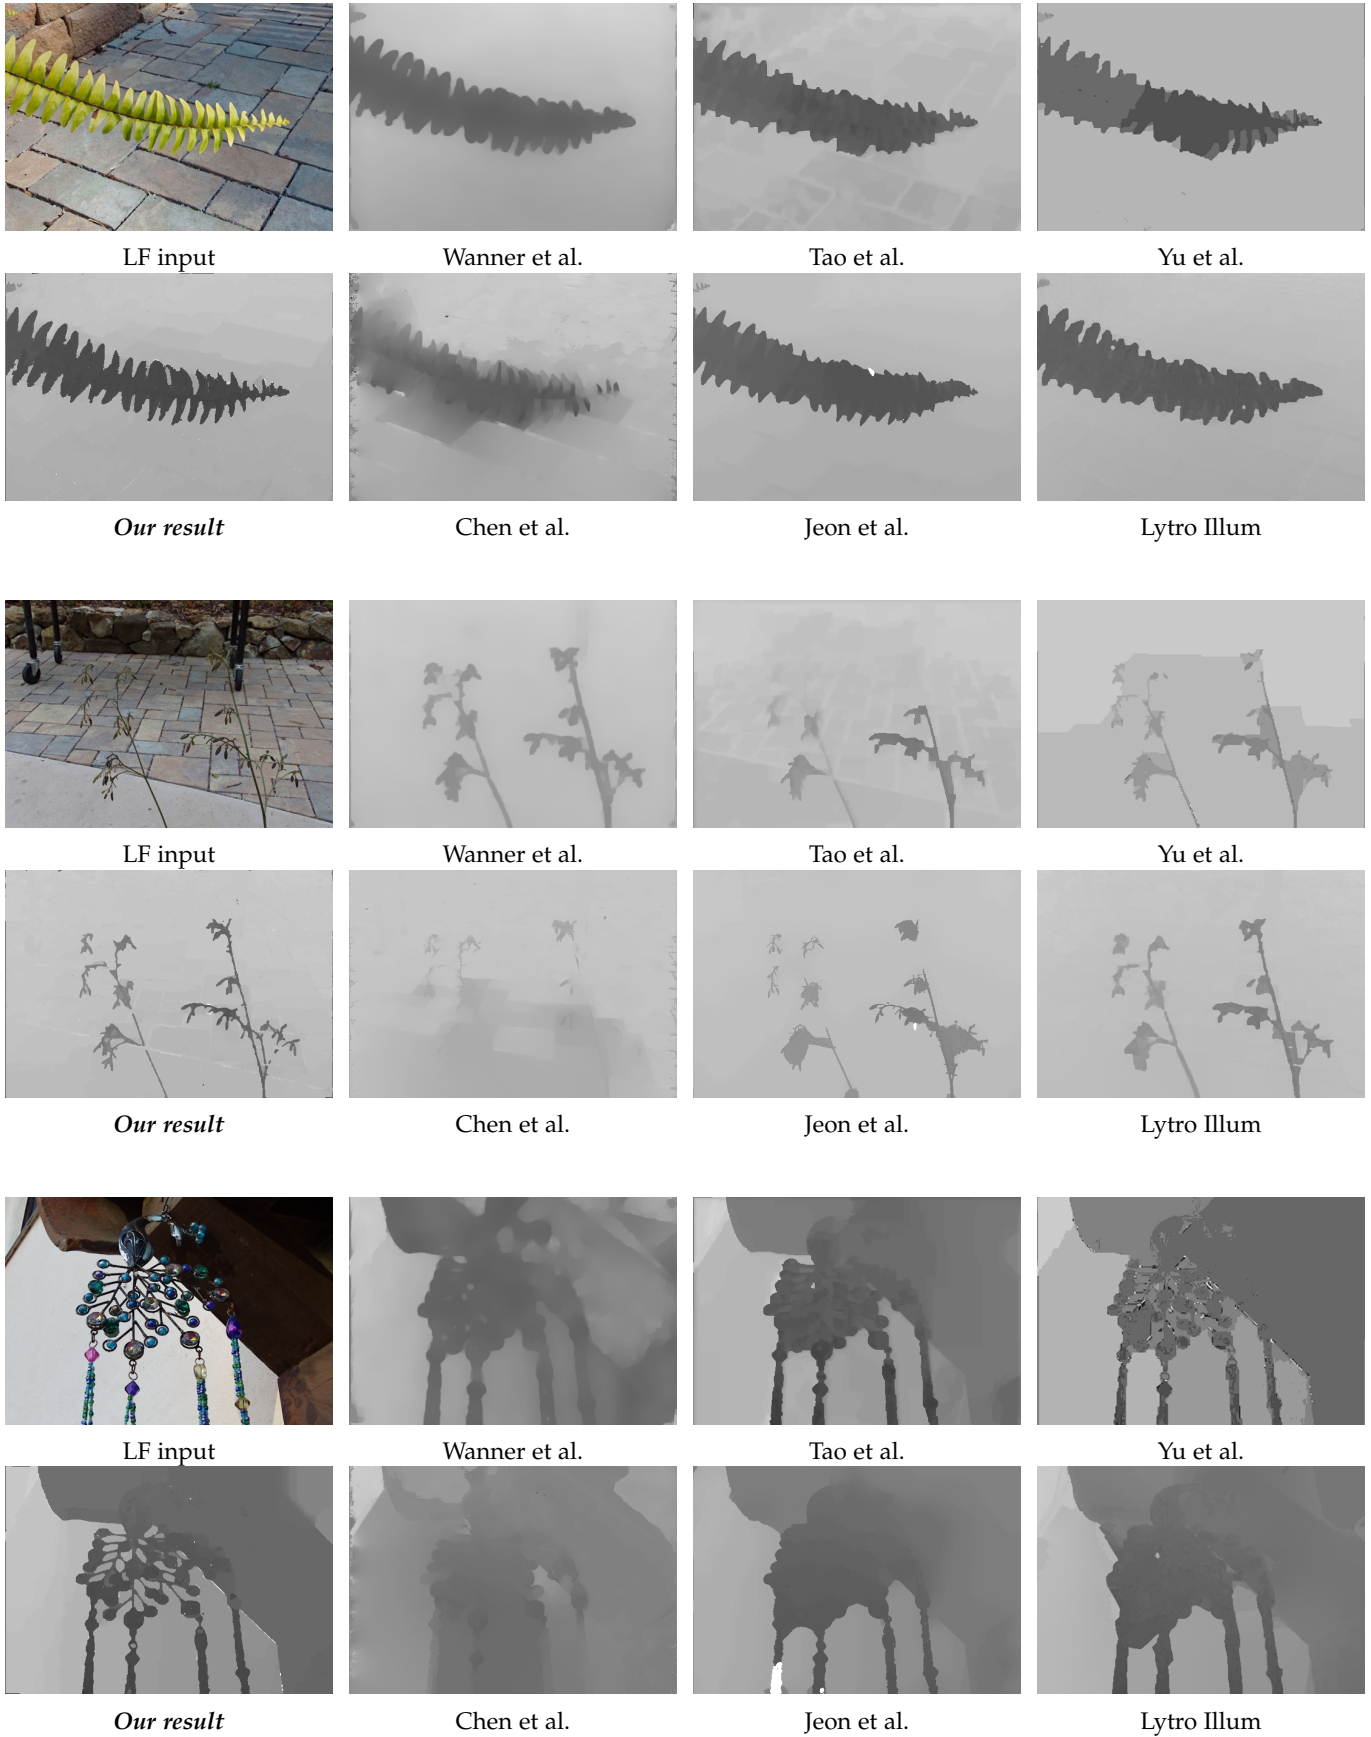 LF input Wanner et al. Tao et al. Yu et al.
Our result Chen et al. Jeon et al. Lytro Illum
LF input Wanner et al. Tao et al. Yu et al.
Our result Chen et al. Jeon et al. Lytro Illum
LF input Wanner et al. Tao et al. Yu et al.
Our result Chen et al. Jeon et al. Lytro Illum